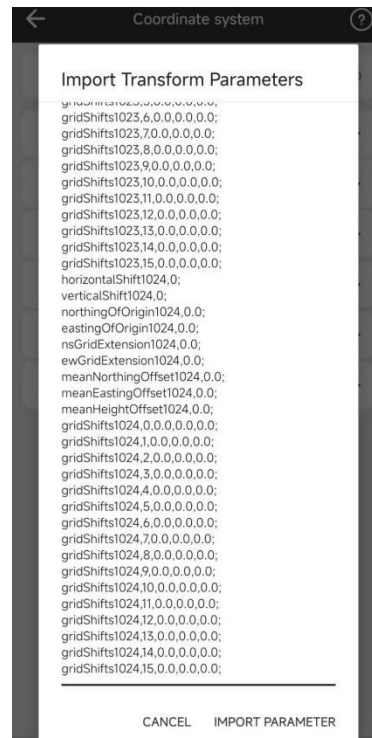 Coordinate system
?
Import Transform Parameters
gridShifts1023,6,0.0,0.0,0.0;
gridShifts1023,7,0.0,0.0,0.0;
gridShifts1023,8,0.0,0.0,0.0;
gridShifts1023,9,0.0,0.0,0.0;
gridShifts1023,10,0.0,0.0,0.0;
gridShifts1023,11,0.0,0.0,0.0;
gridShifts1023,12,0.0,0.0,0.0;
gridShifts1023,13,0.0,0.0,0.0;
gridShifts1023,14,0.0,0.0,0.0;
gridShifts1023,15,0.0,0.0,0.0;
horizontalShift1024,0;
verticalShift1024,0;
northingOfOrigin1024,0.0;
eastingOfOrigin1024,0.0;
nsGridExtension1024,0.0;
ewGridExtension1024,0.0;
meanNorthingOffset1024,0.0;
meanEastingOffset1024,0.0;
meanHeightOffset1024,0.0;
gridShifts1024,0,0.0,0.0,0.0;
gridShifts1024,1,0.0,0.0,0.0;
gridShifts1024,2,0.0,0.0,0.0;
gridShifts1024,3,0.0,0.0,0.0;
gridShifts1024,4,0.0,0.0,0.0;
gridShifts1024,5,0.0,0.0,0.0;
gridShifts1024,6,0.0,0.0,0.0;
gridShifts1024,7,0.0,0.0,0.0;
gridShifts1024,8,0.0,0.0,0.0;
gridShifts1024,9,0.0,0.0,0.0;
gridShifts1024,10,0.0,0.0,0.0;
gridShifts1024,11,0.0,0.0,0.0;
gridShifts1024,12,0.0,0.0,0.0;
gridShifts1024,13,0.0,0.0,0.0;
gridShifts1024,14,0.0,0.0,0.0;
gridShifts1024,15,0.0,0.0,0.0;
CANCEL IMPORT PARAMETER